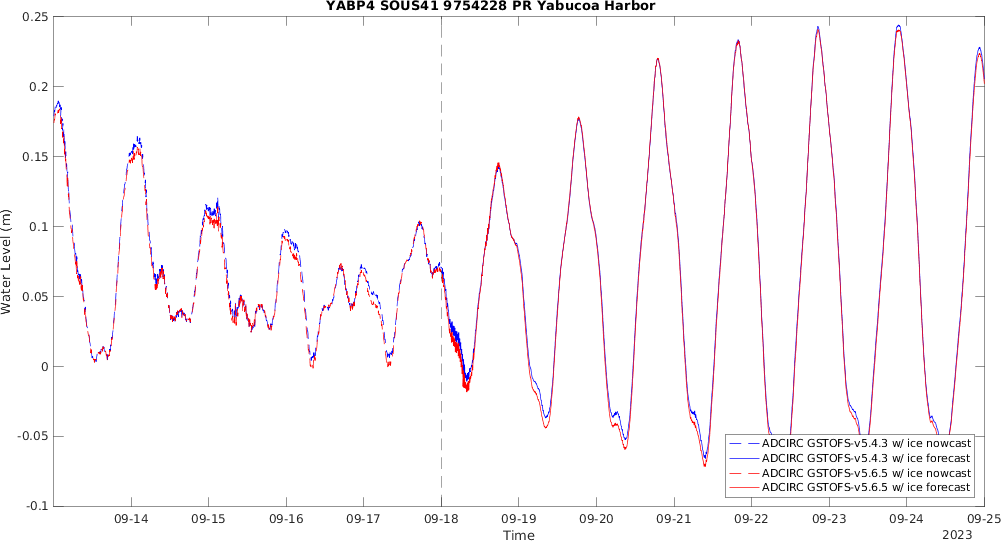 YABP4 SOUS41 9754228 PR Yabucoa Harbor
Water Level (m)
0.25
0.2
0.15
0.1
0.05
0
-0.05
-0.1
ADCIRC GSTOFS-v5.4.3 w/ ice nowcast
ADCIRC GSTOFS-v5.4.3 w/ ice forecast
ADCIRC GSTOFS-v5.6.5 w/ ice nowcast
ADCIRC GSTOFS-v5.6.5 w/ ice forecast
09-14 09-15 09-16 09-17 09-18 09-19 09-20 09-21 09-22 09-23 09-24 09-25
Time
2023